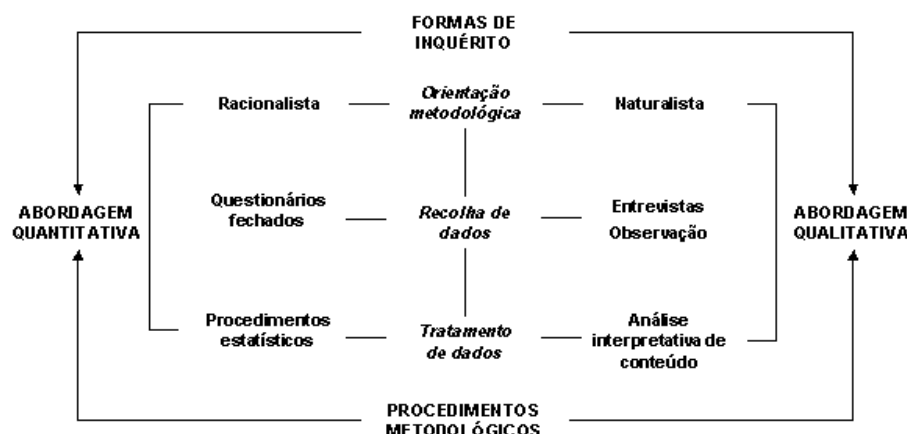 FORMAS DE
INQUÉRITO
Racionalista
Orientação
metodológica
Naturalista
ABORDAGEM
QUANTITATIVA
Questionários
fechados
Recolha de
dados
Entrevistas
Observação
ABORDAGEM
QUALITATIVA
Procedimentos
estatísticos
Tratamento
de dados
Análise
interpretativa de
conteúdo
PROCEDIMENTOS
METODOLÓGICOS